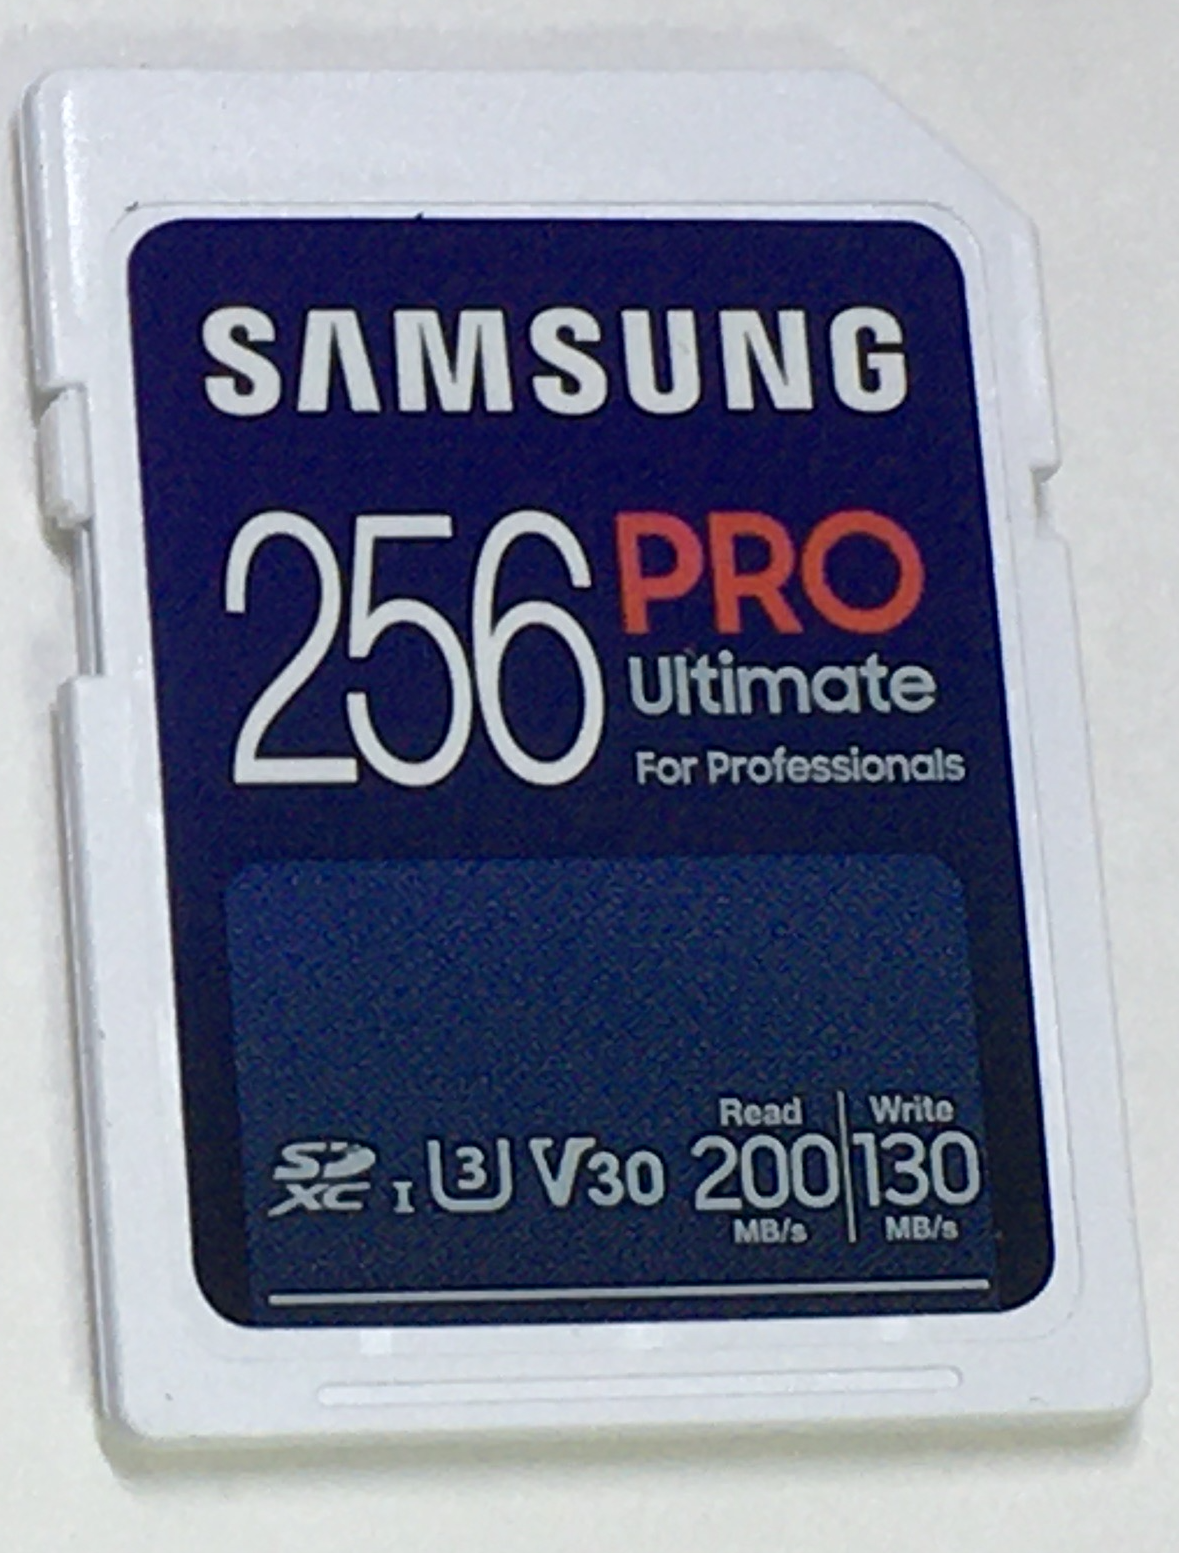 SAMSUNG
256 PRO
Ultimate
For Professionals
Read Write
SD XC I U3 V30 200 130
MB/s MB/s